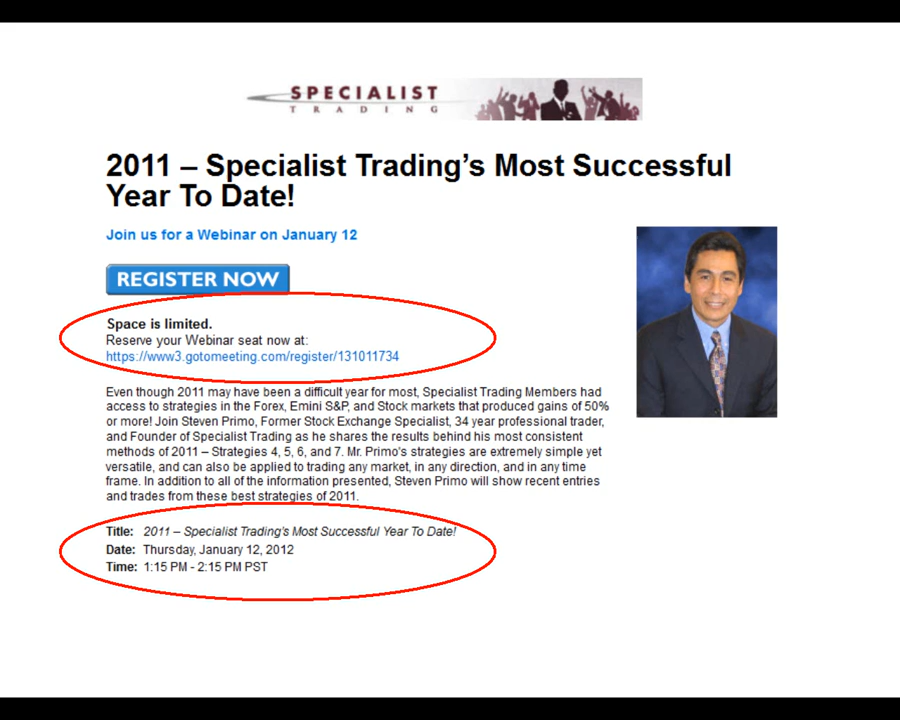 SPECIALIST
TRADING
2011 – Specialist Trading's Most Successful
Year To Date!
Join us for a Webinar on January 12
REGISTER NOW
Space is limited.
Reserve your Webinar seat now at:
https://www3.gotomeeting.com/register/131011734
Even though 2011 may have been a difficult year for most, Specialist Trading Members had
access to strategies in the Forex, Emini S&P, and Stock markets that produced gains of 50%
or more! Join Steven Primo, Former Stock Exchange Specialist, 34 year professional trader,
and Founder of Specialist Trading as he shares the results behind his most consistent
methods of 2011 – Strategies 4, 5, 6, and 7. Mr. Primo's strategies are extremely simple yet
versatile, and can also be applied to trading any market, in any direction, and in any time
frame. In addition to all of the information presented, Steven Primo will show recent entries
and trades from these best strategies of 2011.
Title: 2011 – Specialist Trading's Most Successful Year To Date!
Date: Thursday, January 12, 2012
Time: 1:15 PM - 2:15 PM PST